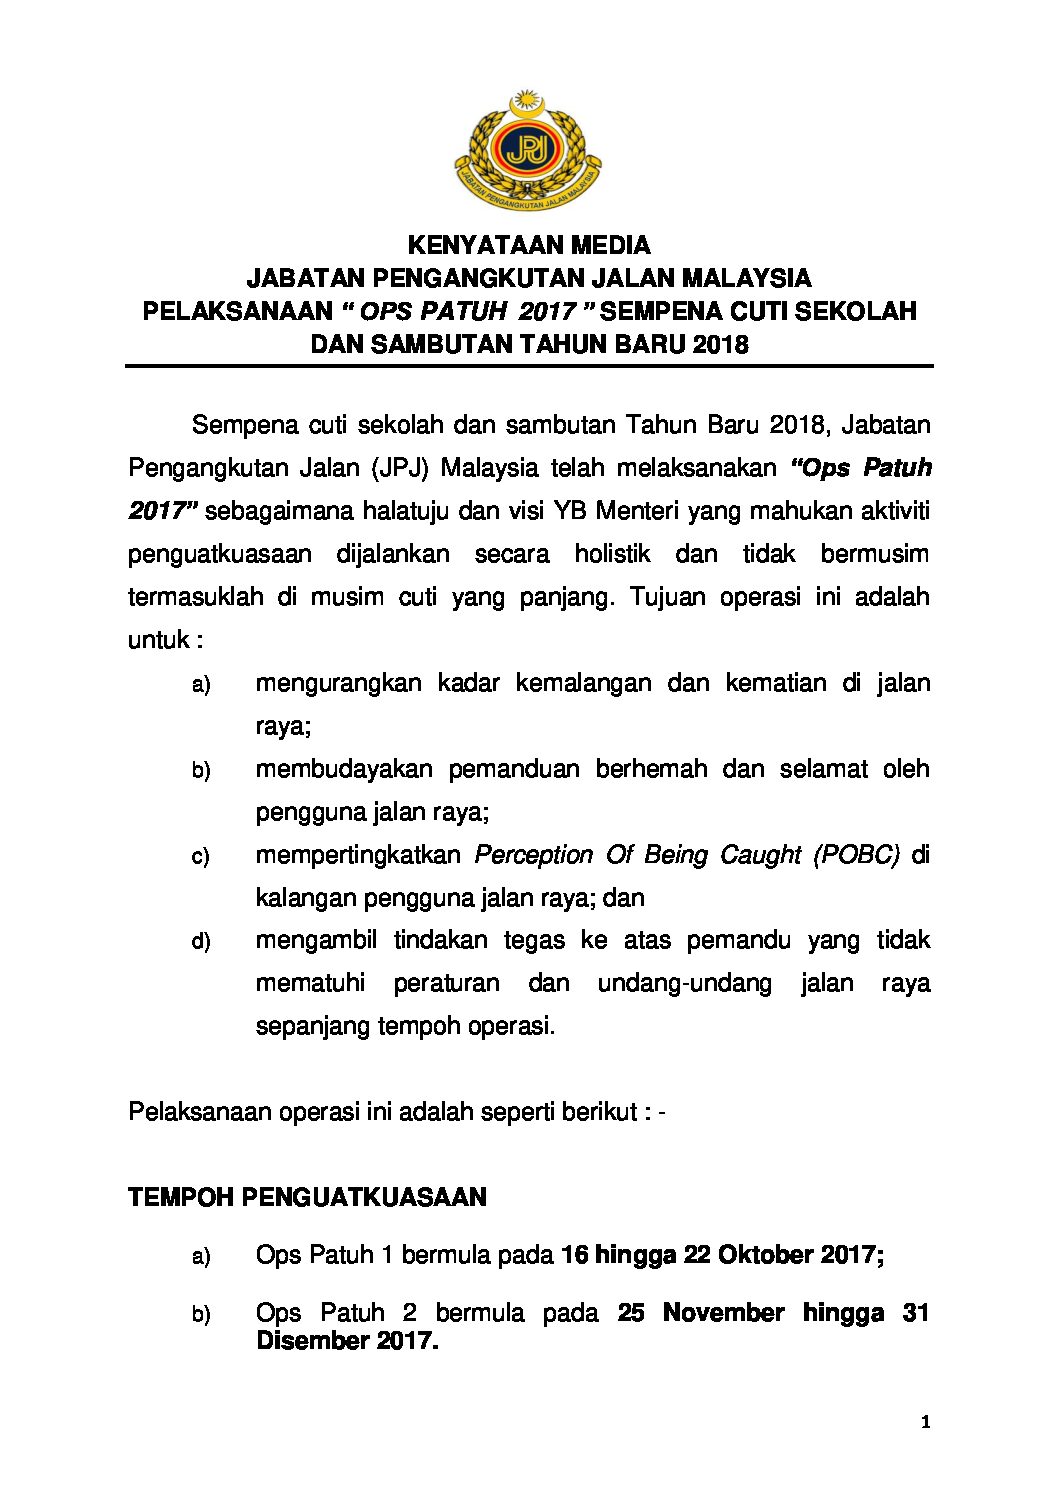 JPJ
JABATAN PENGANGKUTAN JALAN MALAYSIA
KENYATAAN MEDIA
JABATAN PENGANGKUTAN JALAN MALAYSIA
PELAKSANAAN “ OPS PATUH 2017 ” SEMPENA CUTI SEKOLAH
DAN SAMBUTAN TAHUN BARU 2018
Sempena cuti sekolah dan sambutan Tahun Baru 2018, Jabatan
Pengangkutan Jalan (JPJ) Malaysia telah melaksanakan “Ops Patuh
2017” sebagaimana halatuju dan visi YB Menteri yang mahukan aktiviti
penguatkuasaan dijalankan secara holistik dan tidak bermusim
termasuklah di musim cuti yang panjang. Tujuan operasi ini adalah
untuk :
a) mengurangkan kadar kemalangan dan kematian di jalan
raya;
b) membudayakan pemanduan berhemah dan selamat oleh
pengguna jalan raya;
c) mempertingkatkan Perception Of Being Caught (POBC) di
kalangan pengguna jalan raya; dan
d) mengambil tindakan tegas ke atas pemandu yang tidak
mematuhi peraturan dan undang-undang jalan raya
sepanjang tempoh operasi.
Pelaksanaan operasi ini adalah seperti berikut : -
TEMPOH PENGUATKUASAAN
a) Ops Patuh 1 bermula pada 16 hingga 22 Oktober 2017;
b) Ops Patuh 2 bermula pada 25 November hingga 31
Disember 2017.
1